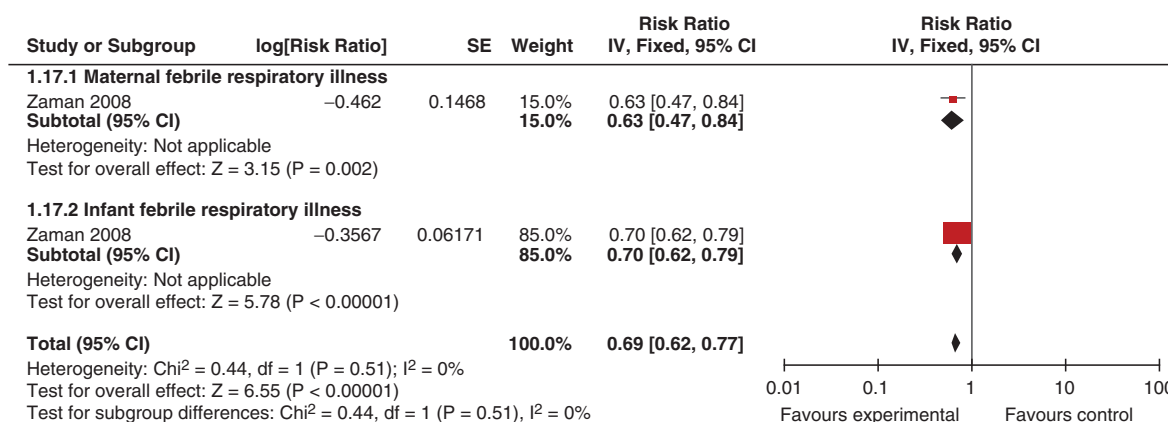 Risk Ratio Risk Ratio
Study or Subgroup log[Risk Ratio] SE Weight IV, Fixed, 95% CI IV, Fixed, 95% CI
1.17.1 Maternal febrile respiratory illness
Zaman 2008 −0.462 0.1468 15.0% 0.63 [0.47, 0.84]
Subtotal (95% CI) 15.0% 0.63 [0.47, 0.84]
Heterogeneity: Not applicable
Test for overall effect: Z = 3.15 (P = 0.002)
1.17.2 Infant febrile respiratory illness
Zaman 2008 −0.3567 0.06171 85.0% 0.70 [0.62, 0.79]
Subtotal (95% CI) 85.0% 0.70 [0.62, 0.79]
Heterogeneity: Not applicable
Test for overall effect: Z = 5.78 (P < 0.00001)
Total (95% CI) 100.0% 0.69 [0.62, 0.77]
Heterogeneity: Chi² = 0.44, df = 1 (P = 0.51); I² = 0%
Test for overall effect: Z = 6.55 (P < 0.00001)
Test for subgroup differences: Chi² = 0.44, df = 1 (P = 0.51), I² = 0%
0.01 0.1 1 10 100
Favours experimental Favours control